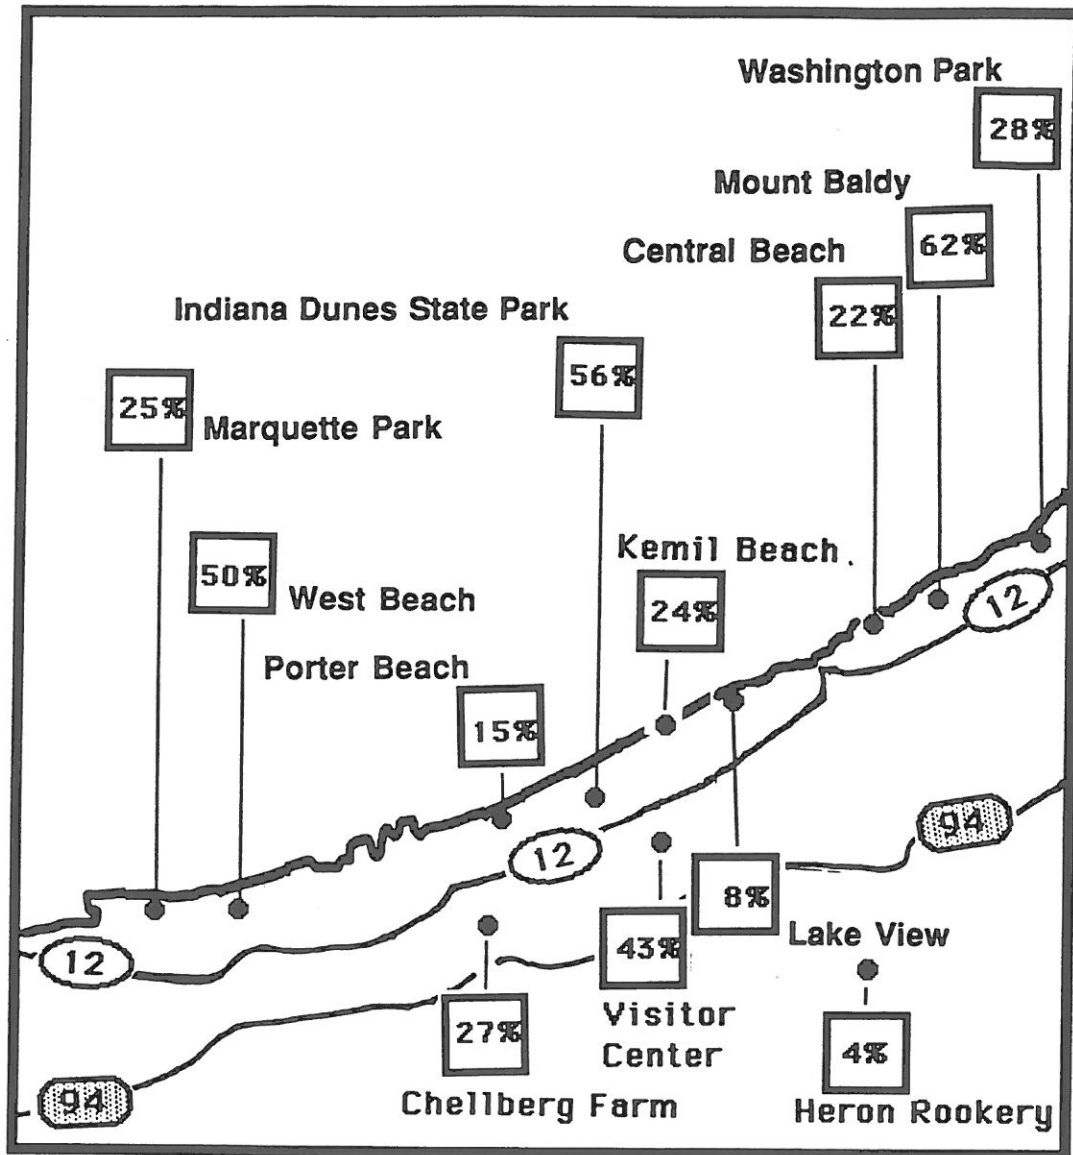 Washington Park
28%
Mount Baldy
62%
Central Beach
22%
Indiana Dunes State Park
56%
25%
Marquette Park
Kemil Beach
24%
50%
West Beach
Porter Beach
15%
12
94
12
8%
Lake View
43%
Visitor
Center
12
27%
Chellberg Farm
4%
Heron Rookery
94